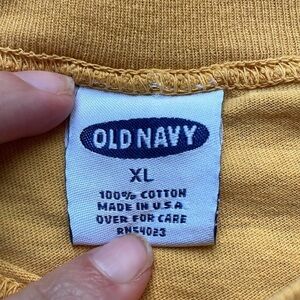 OLD NAVY
XL
100% COTTON
MADE IN U.S.A
OVER FOR CARE
RN54023